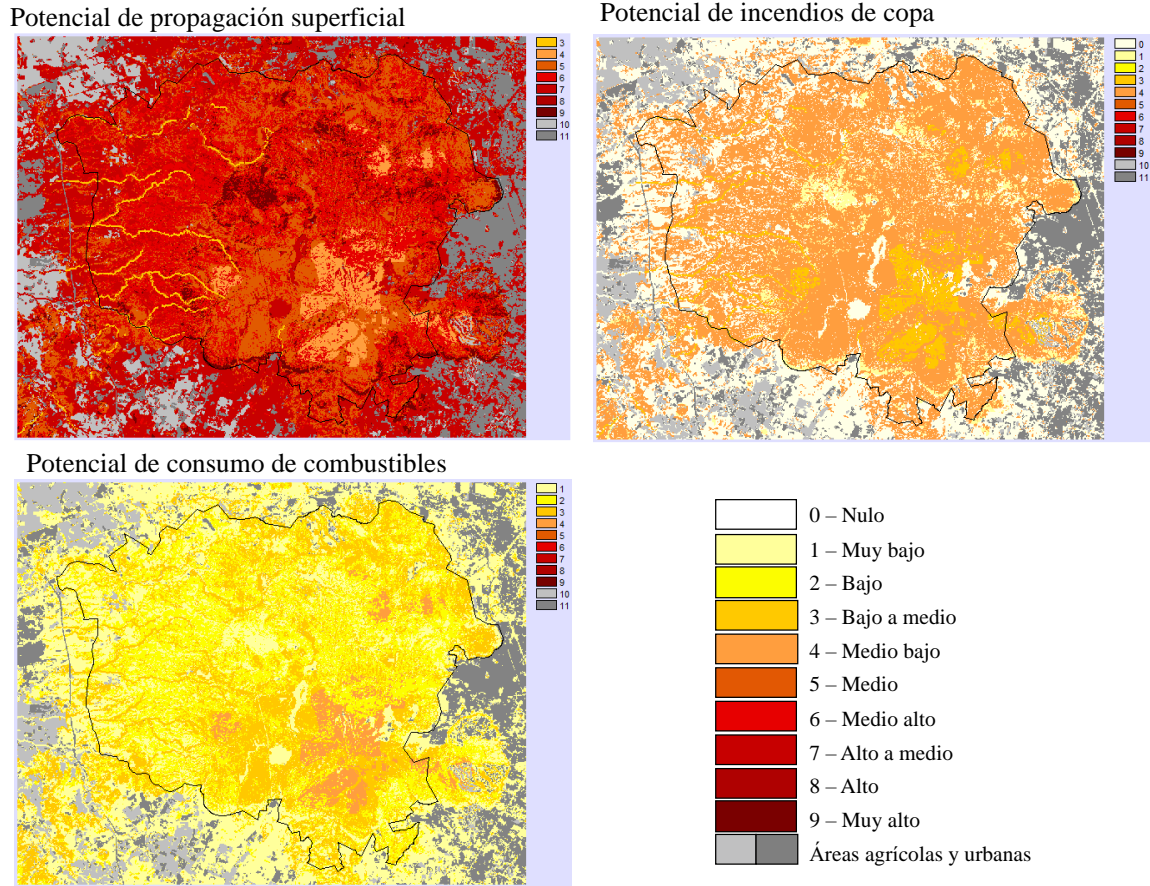 Potencial de propagación superficial
3
4
5
6
7
8
9
10
11
Potencial de incendios de copa
0
1
2
3
4
5
6
7
8
9
10
11
Potencial de consumo de combustibles
1
2
3
4
5
6
7
8
9
10
11
0 – Nulo
1 – Muy bajo
2 – Bajo
3 – Bajo a medio
4 – Medio bajo
5 – Medio
6 – Medio alto
7 – Alto a medio
8 – Alto
9 – Muy alto
Áreas agrícolas y urbanas